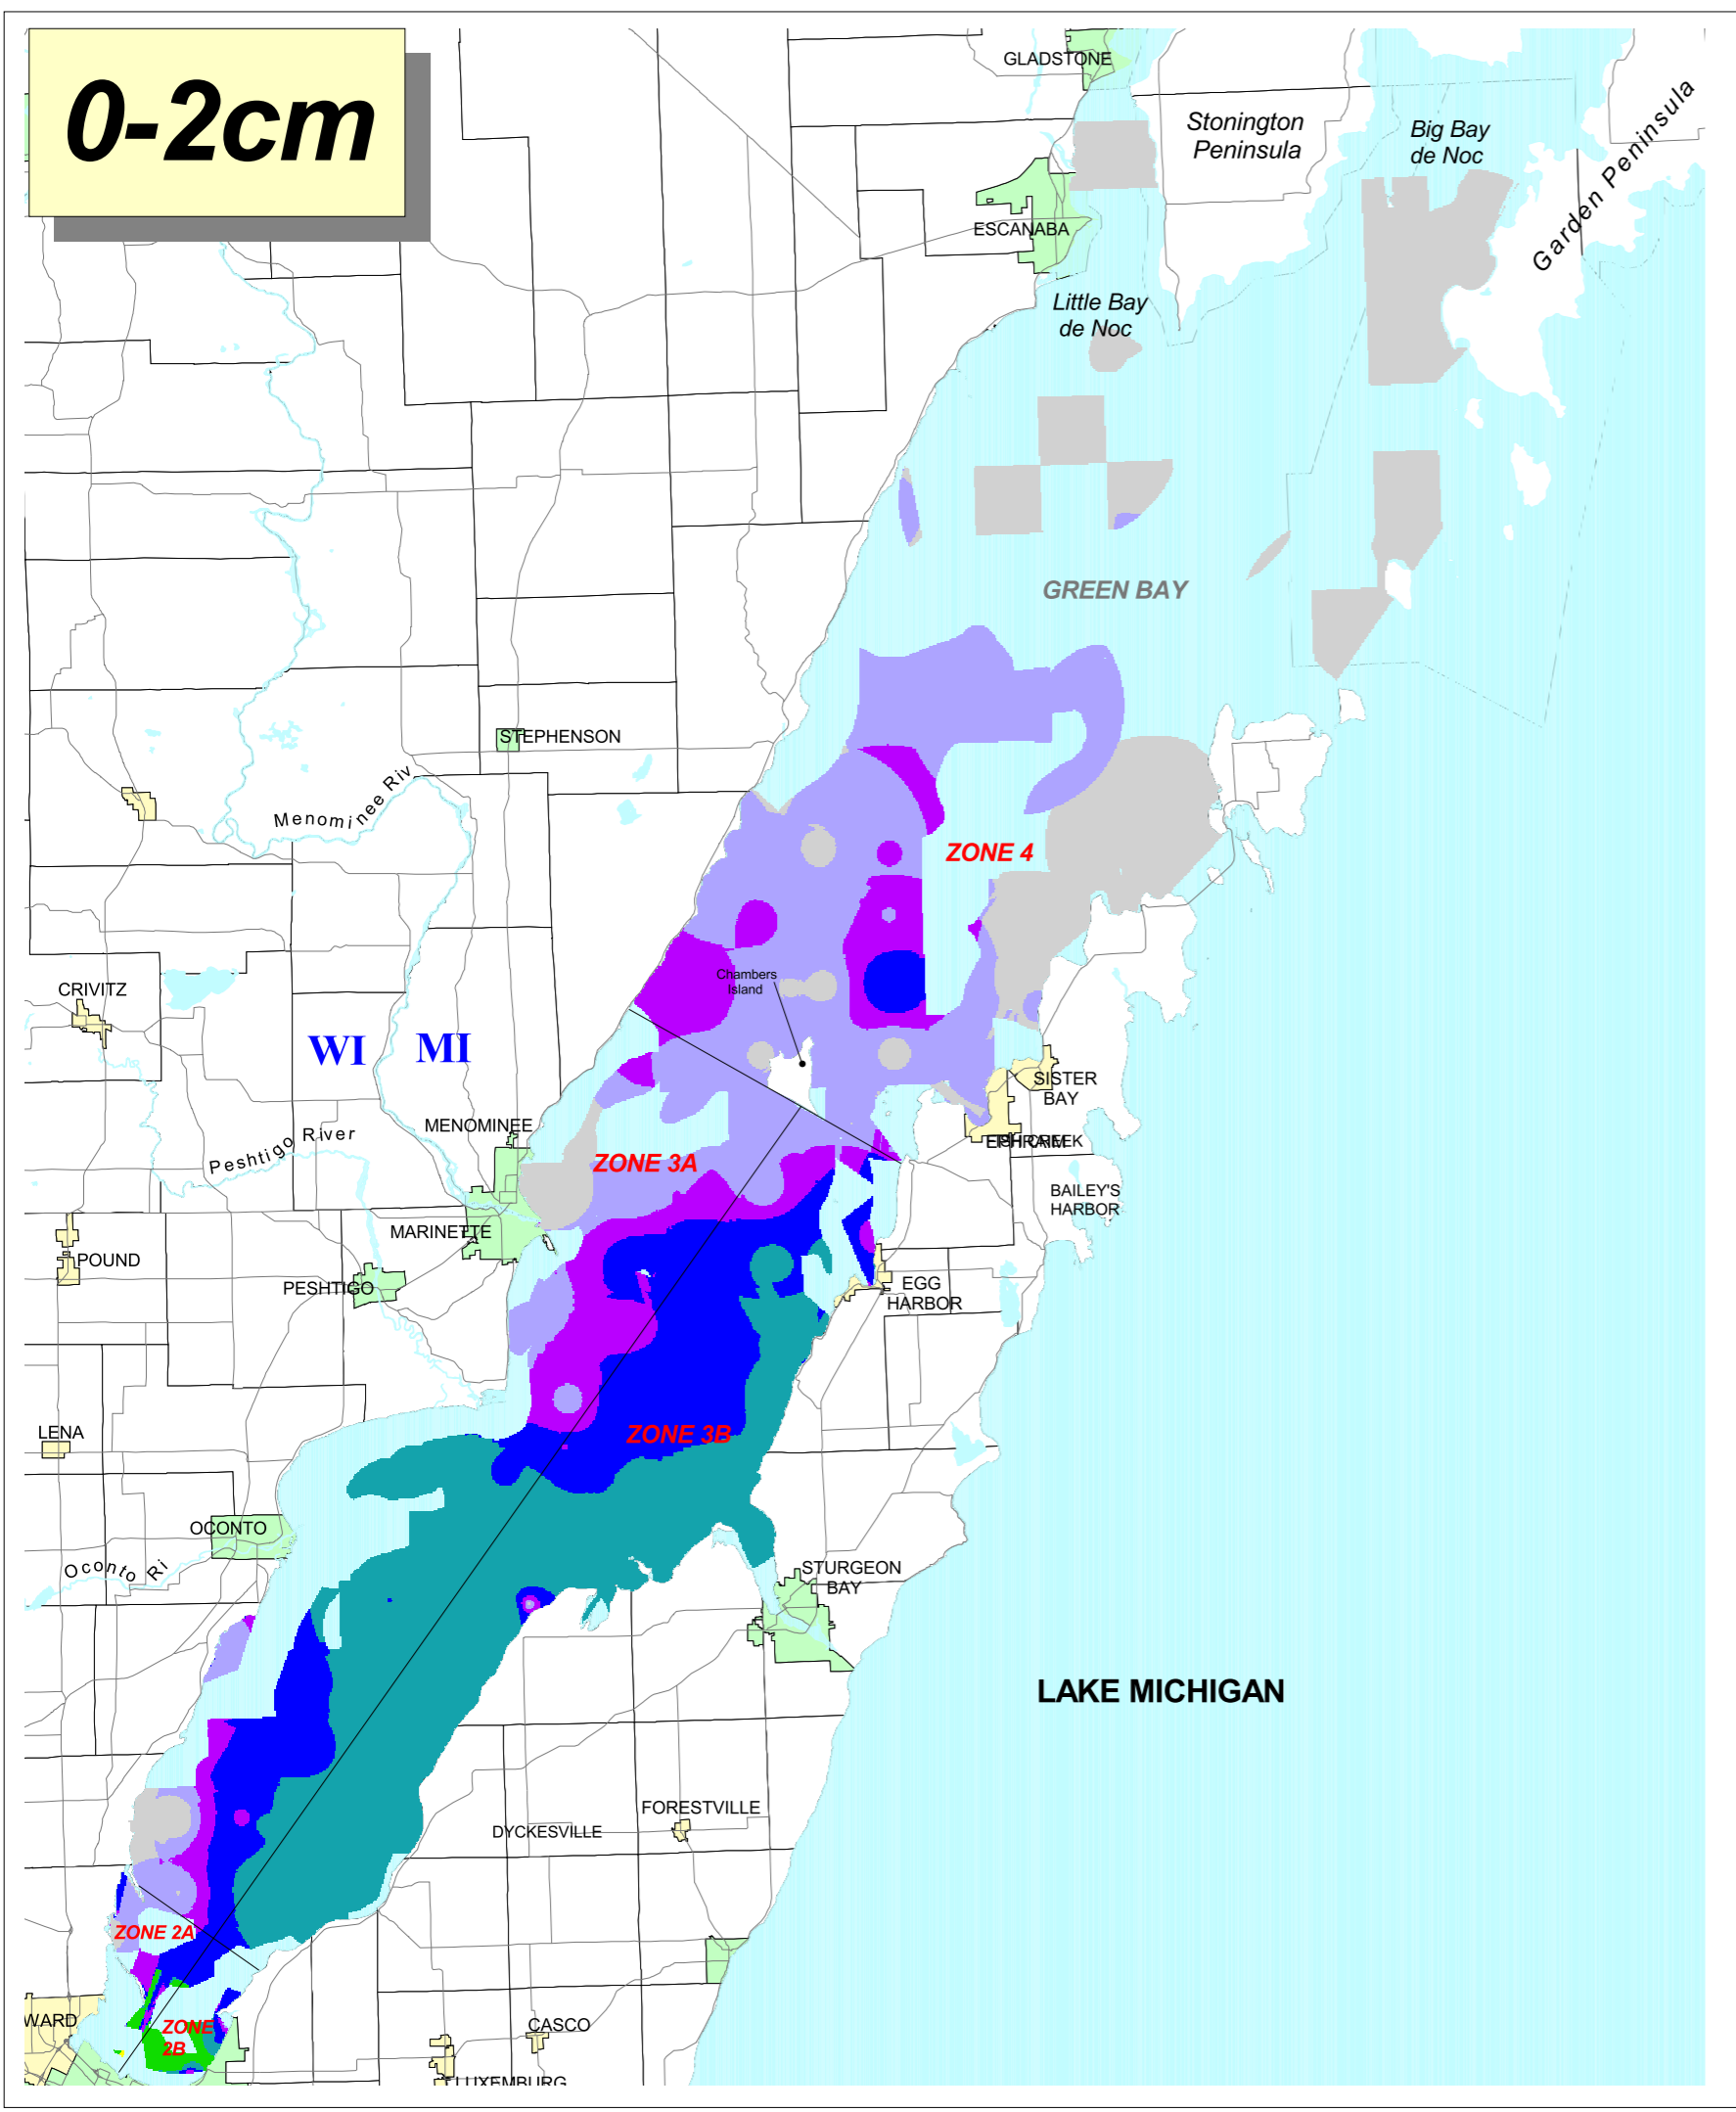 0-2cm
GLADSTONE
Stonington
Peninsula
Big Bay
de Noc
Garden Peninsula
ESCANABA
Little Bay
de Noc
GREEN BAY
STEPHENSON
Menominee Riv
ZONE 4
CRIVITZ
Chambers
Island
WI
MI
SISTER
BAY
MENOMINEE
EPHRAIM
Peshtigo River
ZONE 3A
BAILEY'S
HARBOR
MARINETTE
POUND
PESHTIGO
EGG
HARBOR
LENA
ZONE 3B
OCONTO
Oconto Ri
STURGEON
BAY
LAKE MICHIGAN
FORESTVILLE
DYCKESVILLE
ZONE 2A
WARD
ZONE
2B
CASCO
LUXEMBURG